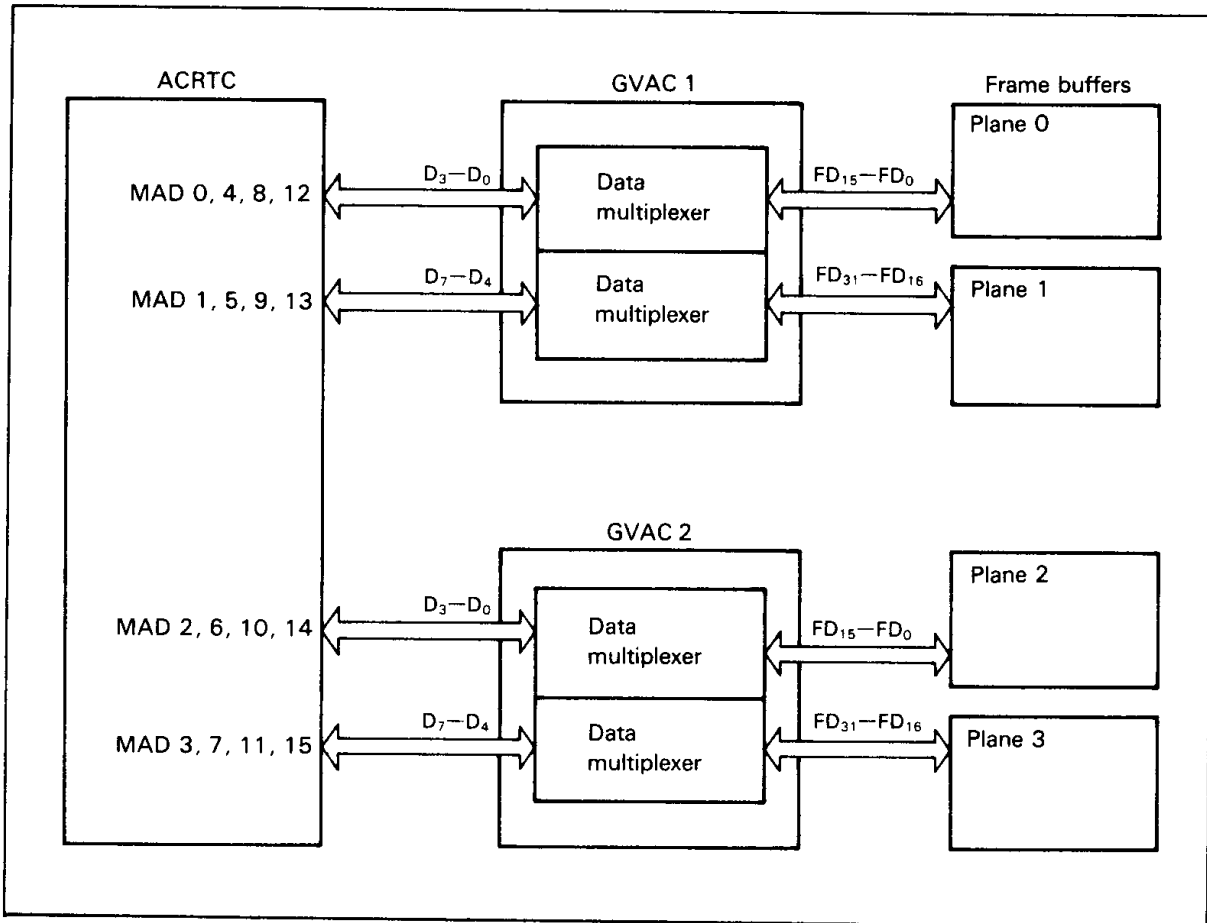 ACRTC
GVAC 1
Frame buffers
Plane 0
MAD 0, 4, 8, 12
D₃—D₀
Data
multiplexer
FD₁₅—FD₀
MAD 1, 5, 9, 13
D₇—D₄
Data
multiplexer
FD₃₁—FD₁₆
Plane 1
GVAC 2
Plane 2
MAD 2, 6, 10, 14
D₃—D₀
Data
multiplexer
FD₁₅—FD₀
MAD 3, 7, 11, 15
D₇—D₄
Data
multiplexer
FD₃₁—FD₁₆
Plane 3